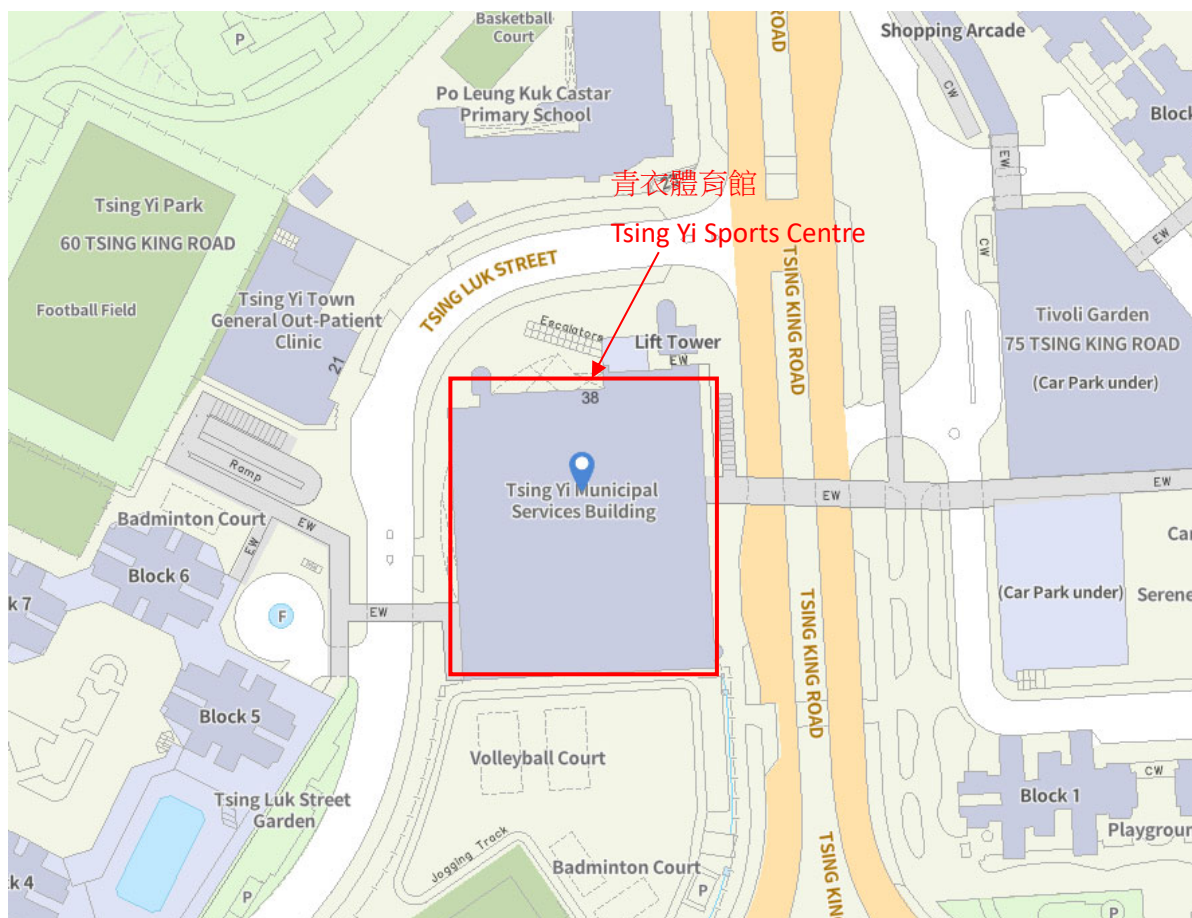 ROAD
Basketball
Court
Shopping Arcade
P
CW
Po Leung Kuk Castar
Primary School
Block
EW
青衣體育館
Tsing Yi Sports Centre
Tsing Yi Park
60 TSING KING ROAD
Football Field
TSING LUK STREET
TSING KING ROAD
CW
EW
Tsing Yi Town
General Out-Patient
Clinic
21
Escalators
Lift Tower
EW
Tivoli Garden
75 TSING KING ROAD
(Car Park under)
38
Ramp
Tsing Yi Municipal
Services Building
EW
EW
Badminton Court
EW
EW
Car
Block 6
k 7
F
EW
(Car Park under)
Serene
TSING KING ROAD
Block 5
Volleyball Court
CW
Block 1
Tsing Luk Street
Garden
Playgroun
Jogging Track
TSING KIN
Badminton Court
k 4
P
P
P